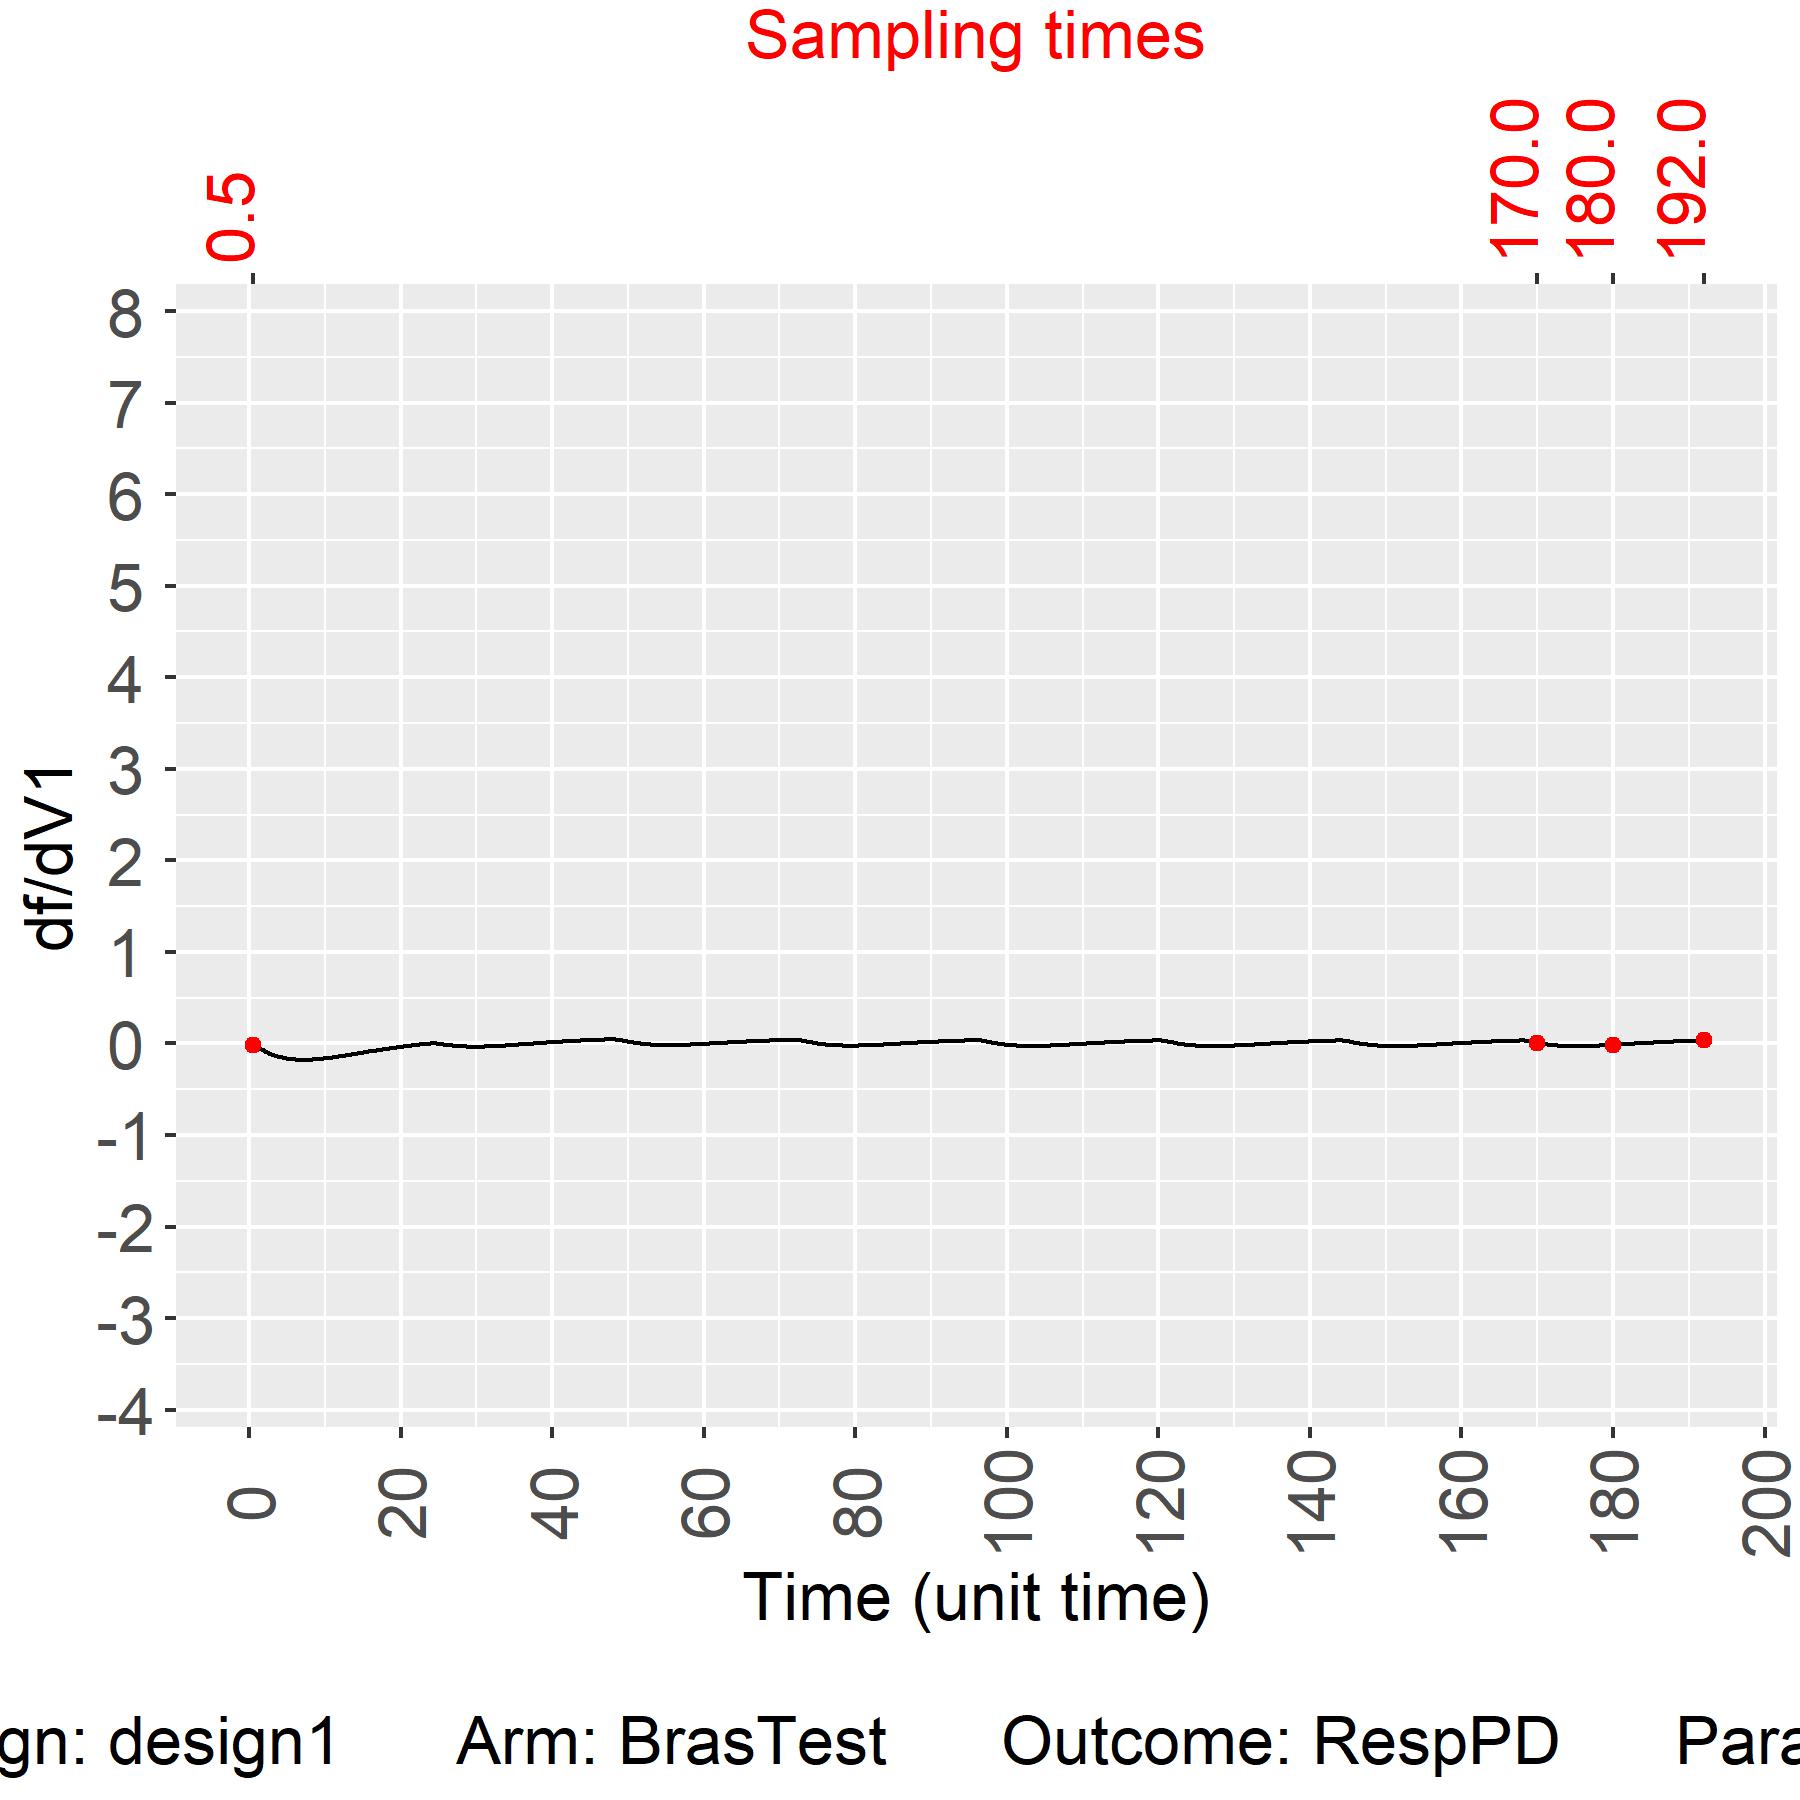 Sampling times
0.5 170.0 180.0 192.0
8
7
6
5
4
3
2
1
0
-1
-2
-3
-4
df/dV1
0 20 40 60 80 100 120 140 160 180 200
Time (unit time)
gn: design1 Arm: BrasTest Outcome: RespPD Para